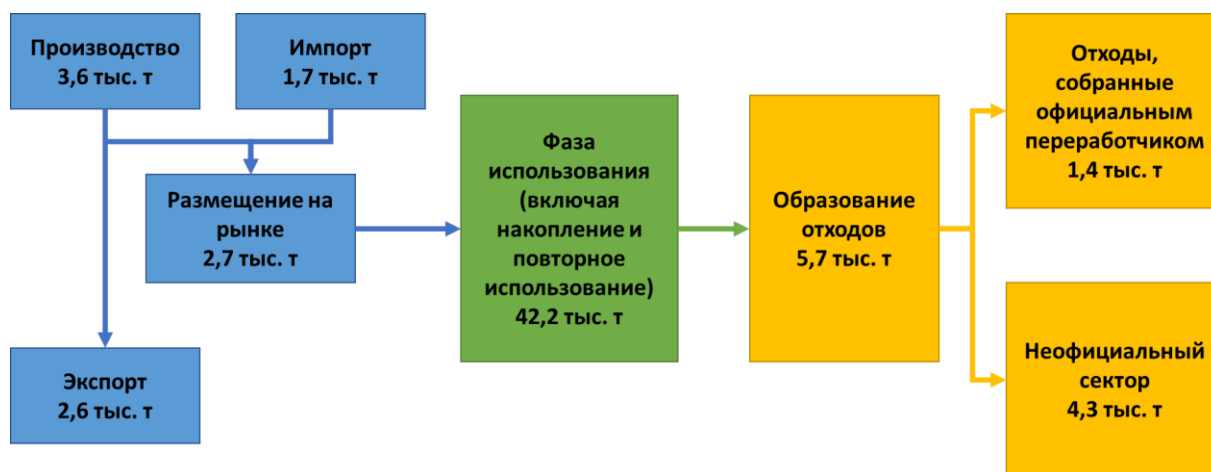 Производство
3,6 тыс. т
Импорт
1,7 тыс. т
Размещение на
рынке
2,7 тыс. т
Экспорт
2,6 тыс. т
Фаза
использования
(включая
накопление и
повторное
использование)
42,2 тыс. т
Образование
отходов
5,7 тыс. т
Отходы,
собранные
официальным
переработчиком
1,4 тыс. т
Неофициальный
сектор
4,3 тыс. т